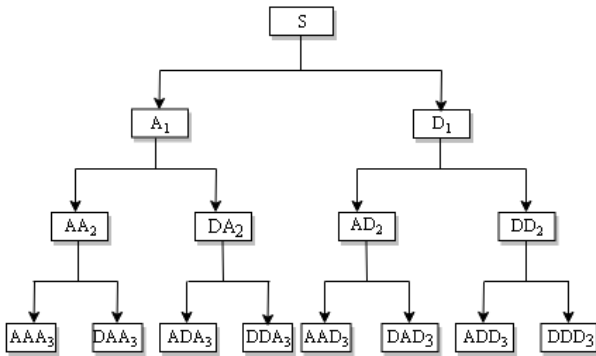 S
A₁ D₁
AA₂ DA₂ AD₂ DD₂
AAA₃ DAA₃ ADA₃ DDA₃ AAD₃ DAD₃ ADD₃ DDD₃